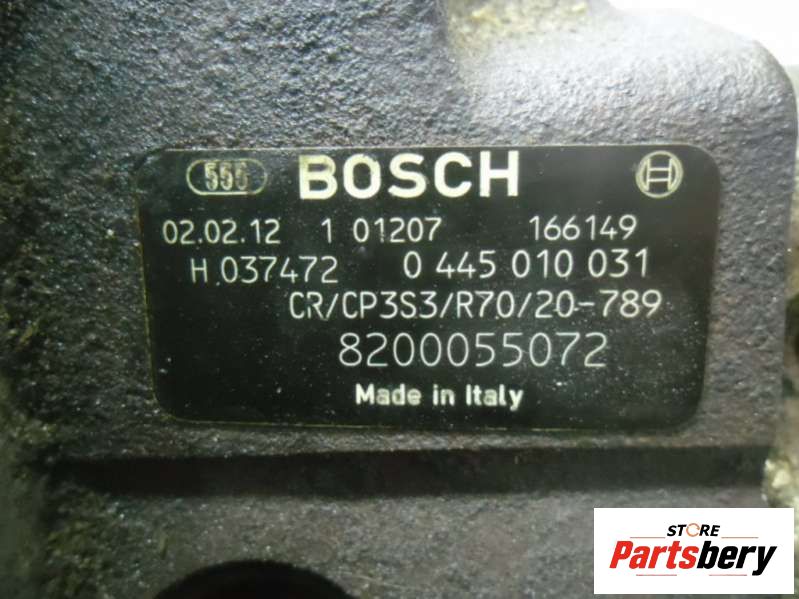 556 BOSCH H
02.02.12 1 01207 166149
H 037472 0 445 010 031
CR/CP3S3/R70/20-789
8200055072
Made in Italy
STORE
Partsbery